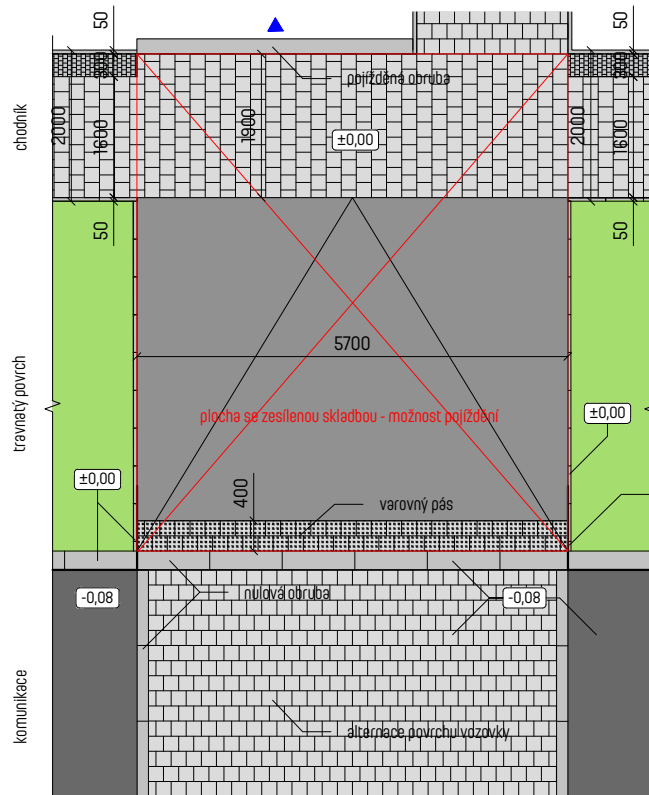 50
50
300
300
pojížděná obruba
chodník
2000
1600
1900
±0,00
2000
1600
50
50
5700
travnatý povrch
plocha se zesílenou skladbou - možnost pojíždění
±0,00
±0,00
400
varovný pás
-0,08
nulová obruba
-0,08
komunikace
alternace povrchu vozovky